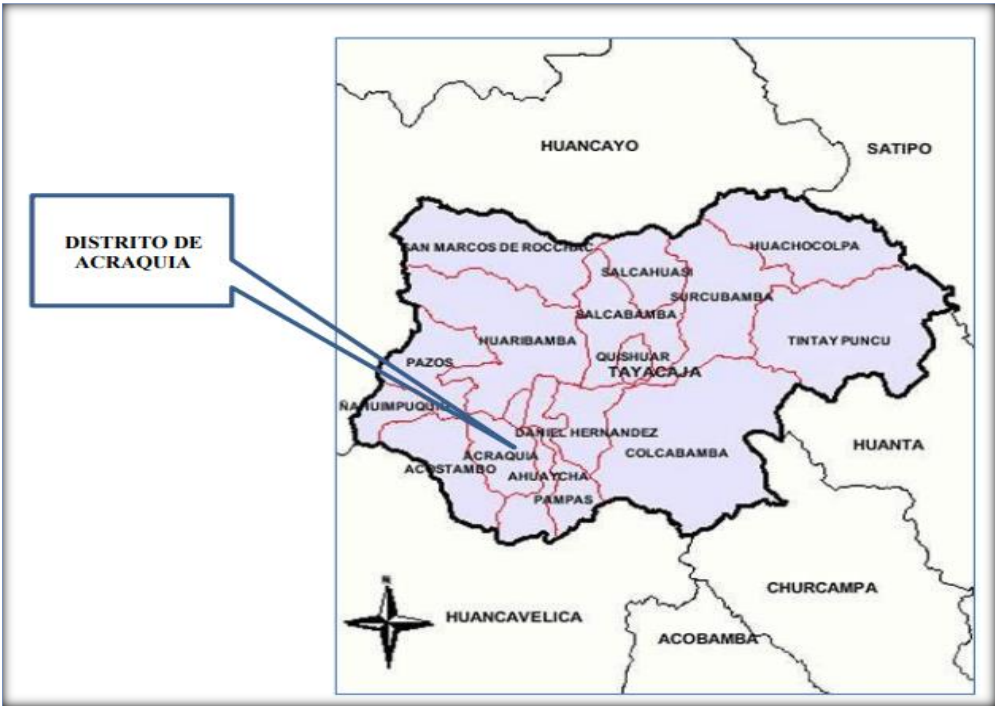 HUANCAYO
SATIPO
DISTRITO DE
ACRAQUIA
SAN MARCOS DE ROCCHAC
HUACHOCOLPA
SALCAHUASI
SURCUBAMBA
SALCABAMBA
HUARIBAMBA
TINTAY PUNCU
PAZOS
QUISHUAR
TAYACAJA
ÑAHUIMPUQUIO
DANIEL HERNANDEZ
HUANTA
ACRAQUIA
COLCABAMBA
ACOSTAMBO
AHUAYCHA
PAMPAS
N
CHURCAMPA
HUANCAVELICA
ACOBAMBA